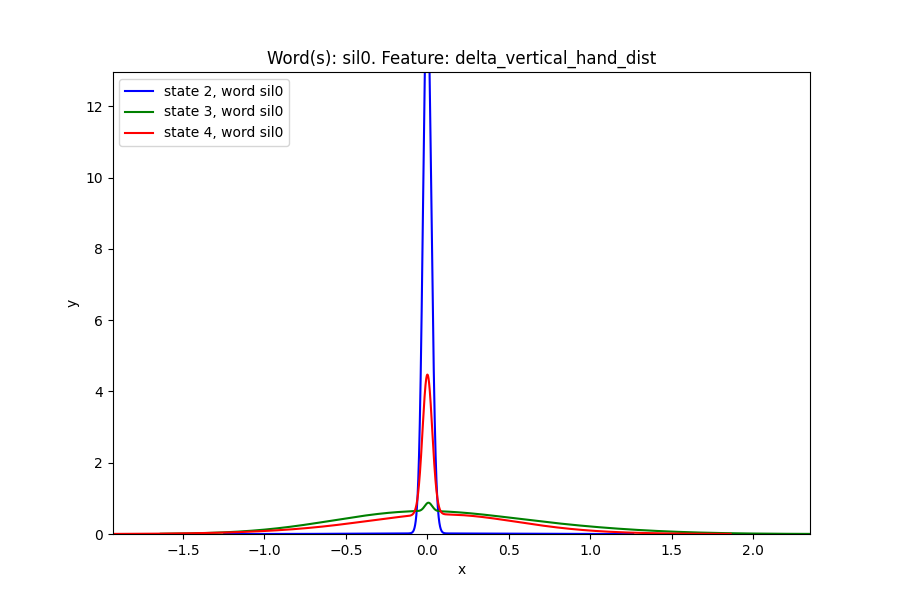 Word(s): sil0. Feature: delta_vertical_hand_dist
state 2, word sil0
state 3, word sil0
state 4, word sil0
12
10
8
6
4
2
0
y
−1.5 −1.0 −0.5 0.0 0.5 1.0 1.5 2.0
x